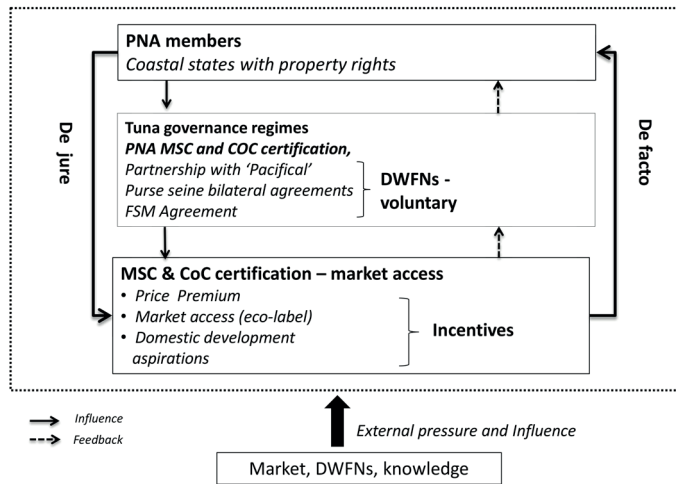 PNA members
Coastal states with property rights
De jure
De facto
Tuna governance regimes
PNA MSC and COC certification,
Partnership with ‘Pacifical’
Purse seine bilateral agreements
FSM Agreement
DWFNs -
voluntary
MSC & CoC certification – market access
• Price Premium
• Market access (eco-label)
• Domestic development
aspirations
Incentives
Influence
Feedback
External pressure and Influence
Market, DWFNs, knowledge